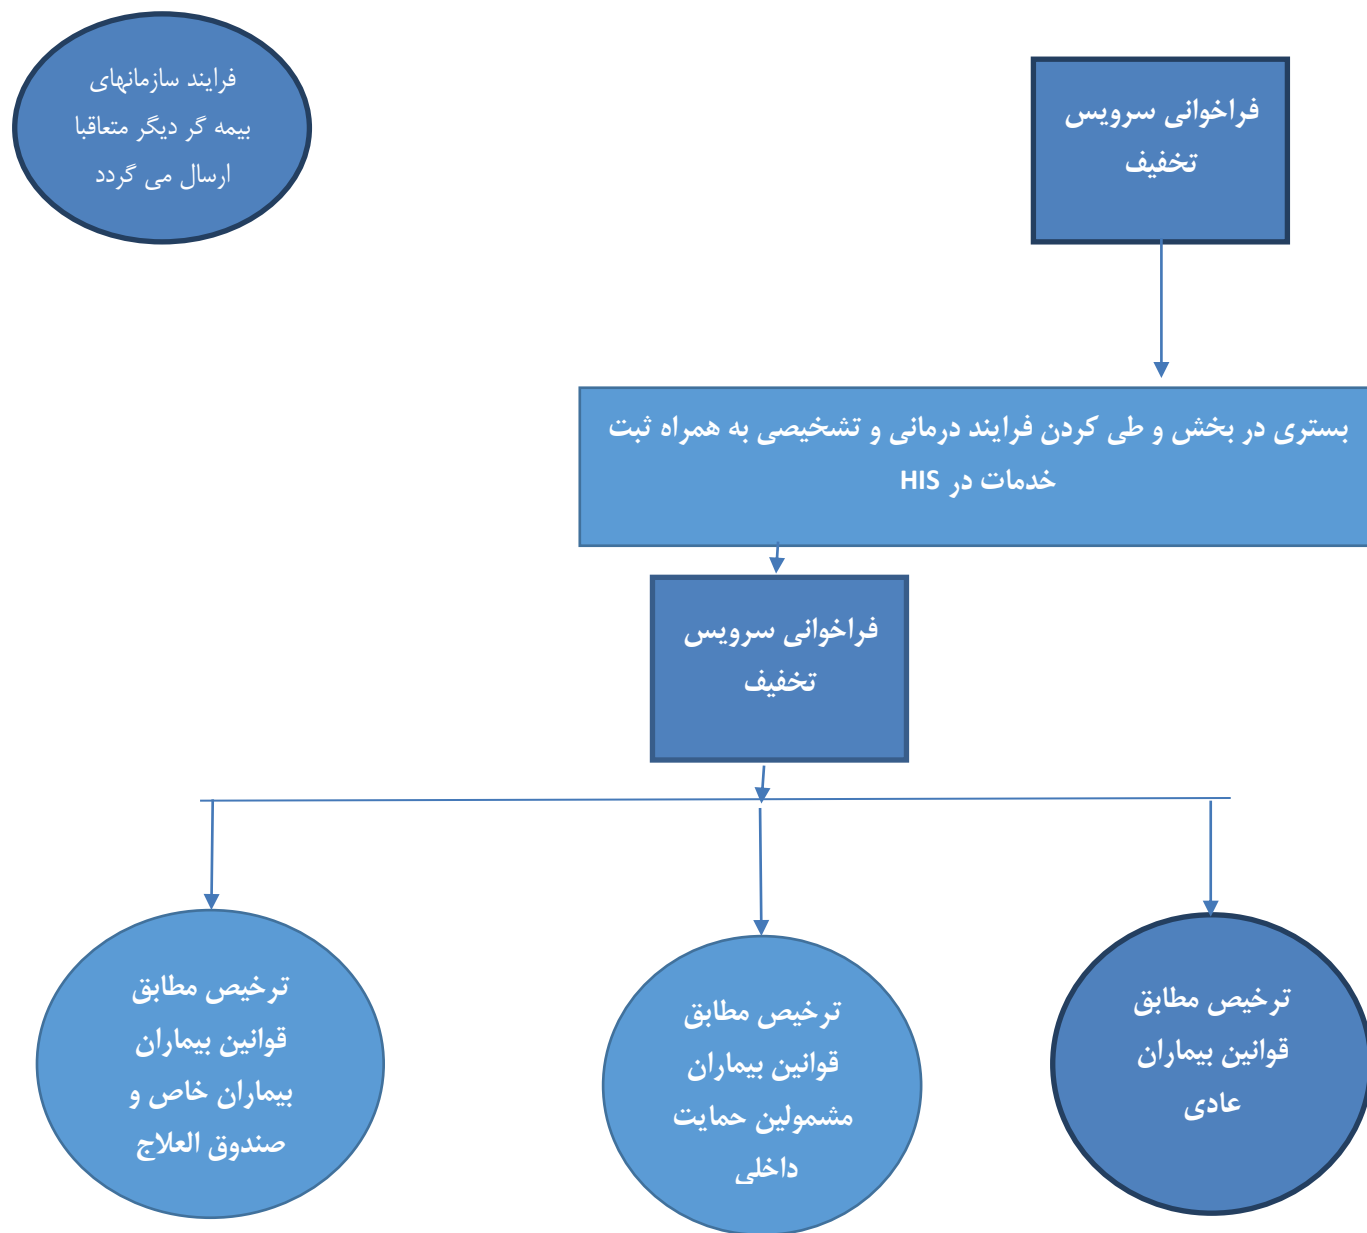 فرایند سازمانهای
بیمه گر دیگر متعاقبا
ارسال می گردد
فراخوانی سرویس
تخفیف
بستری در بخش و طی کردن فرایند درمانی و تشخیصی به همراه ثبت
خدمات در HIS
فراخوانی سرویس
تخفیف
ترخیص مطابق
قوانین بیماران
عادی
ترخیص مطابق
قوانین بیماران
مشمولین حمایت
داخلی
ترخیص مطابق
قوانین بیماران
بیماران خاص و
صندوق العلاج